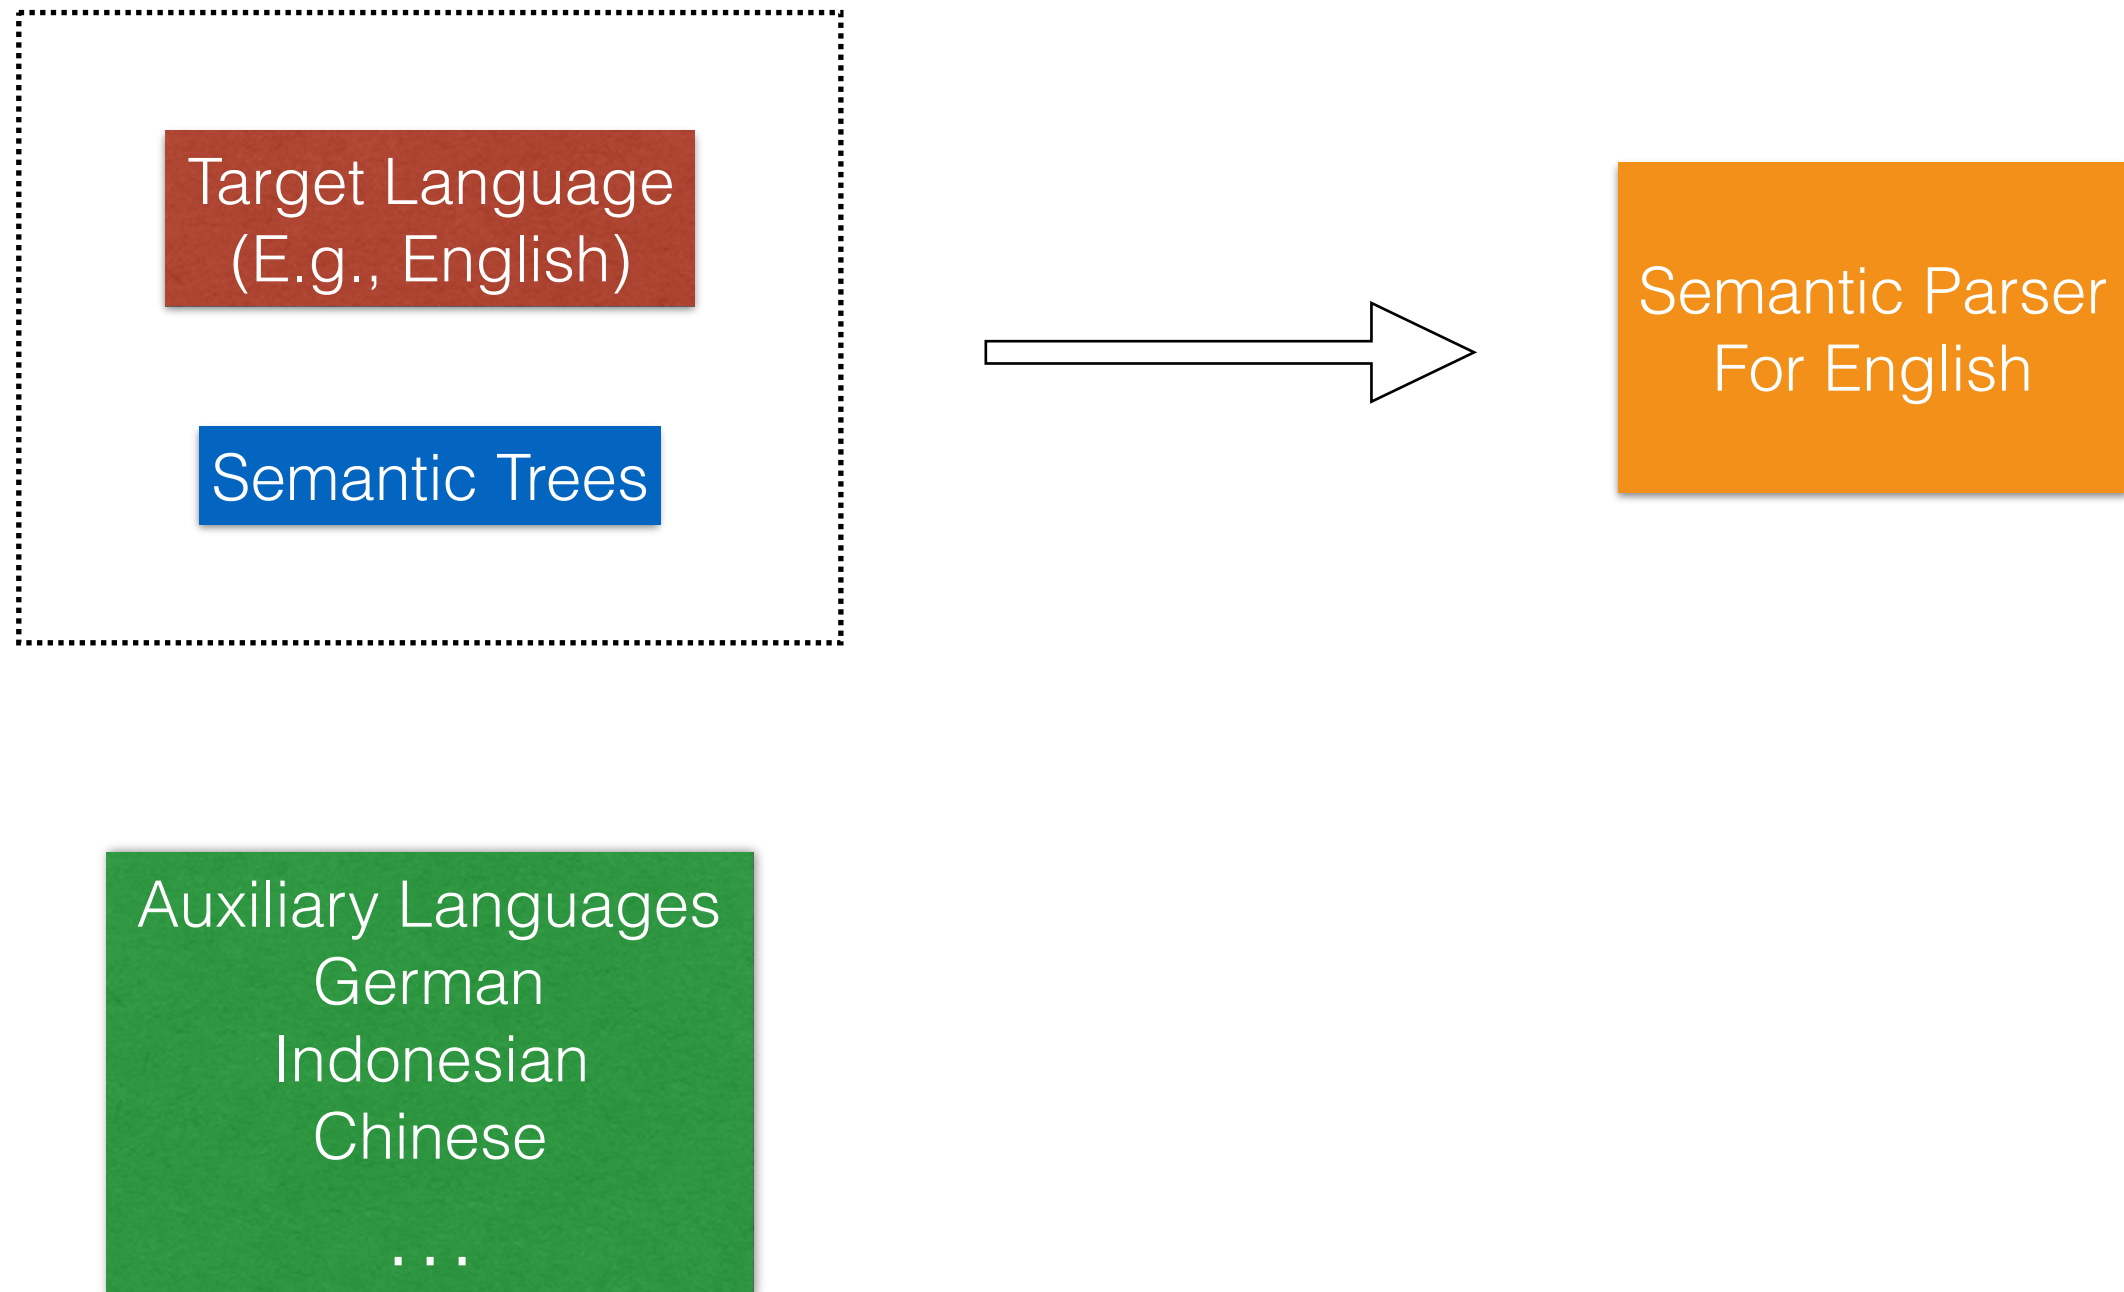 Target Language
(E.g., English)
Semantic Trees
Semantic Parser
For English
Auxiliary Languages
German
Indonesian
Chinese
...